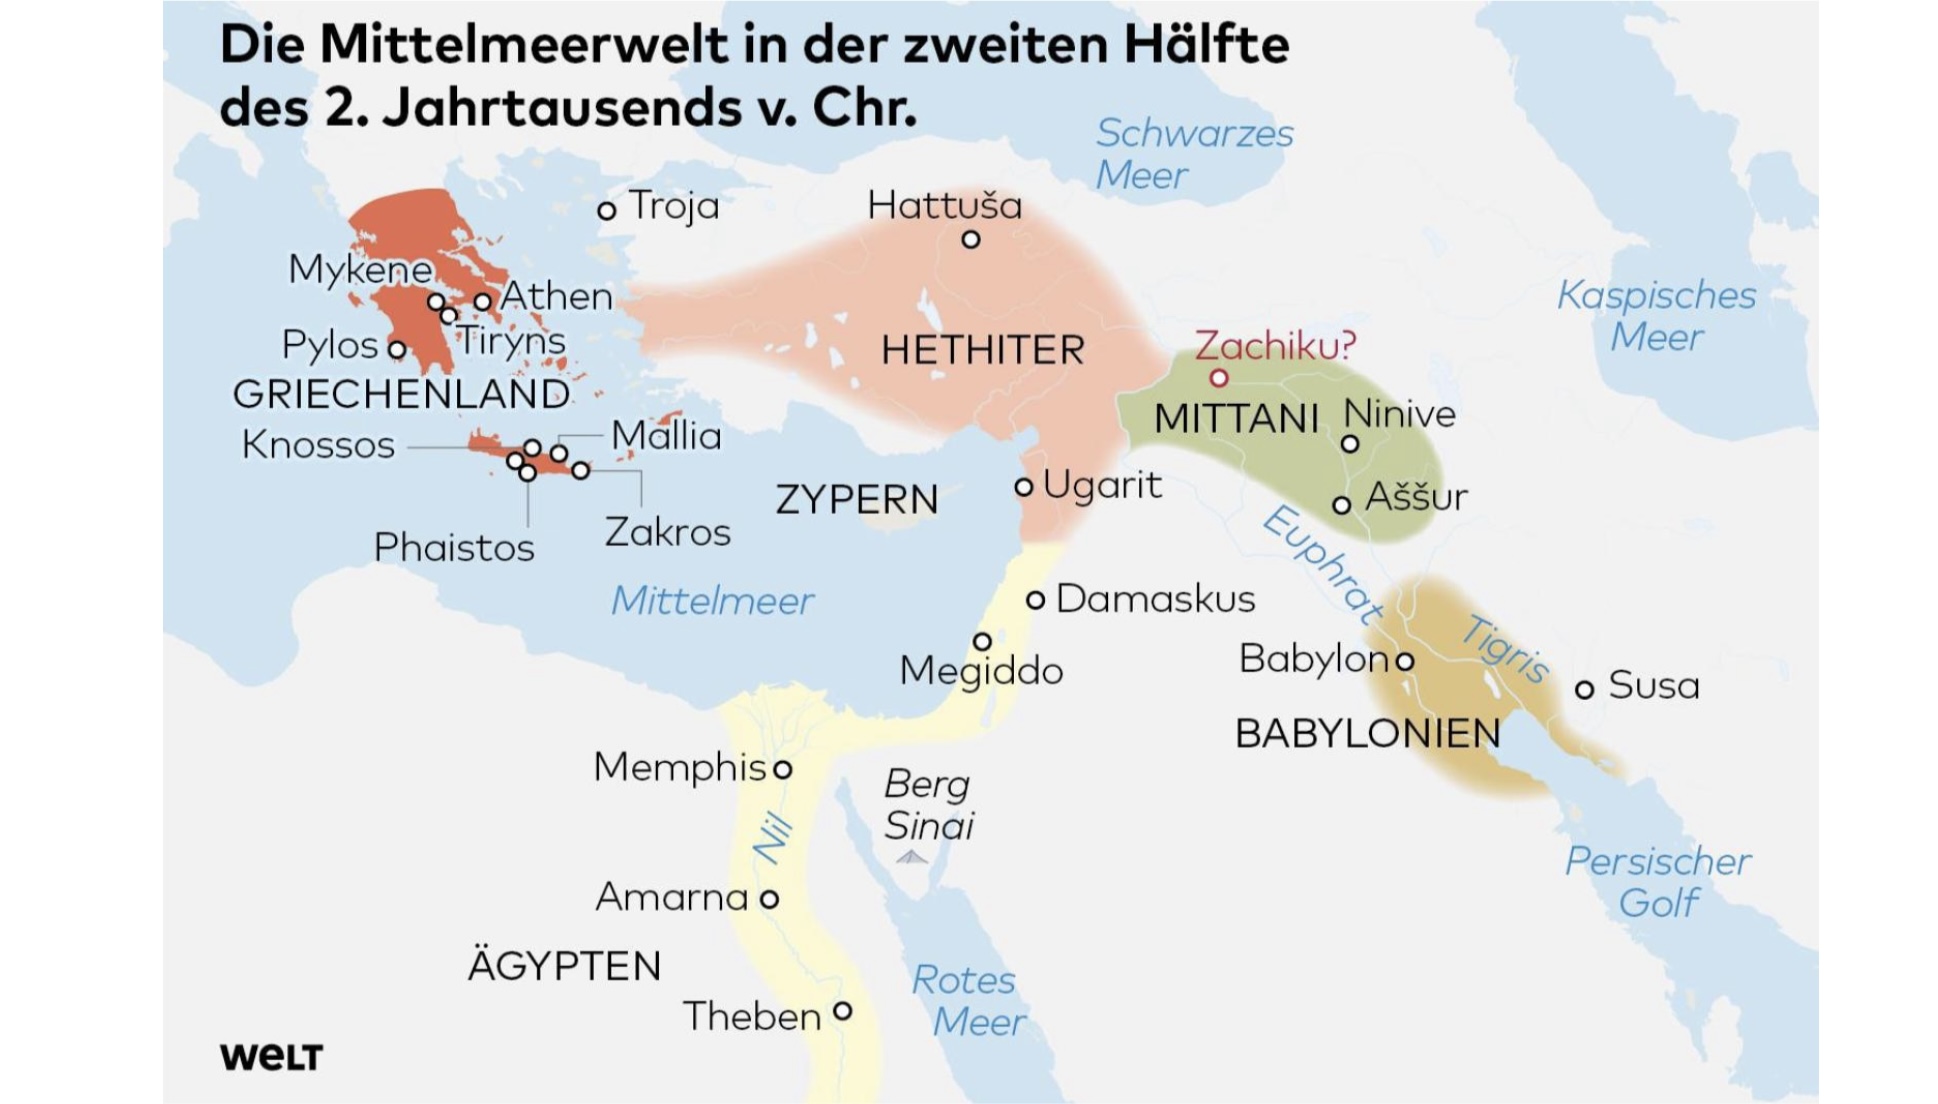 Die Mittelmeerwelt in der zweiten Hälfte
des 2. Jahrtausends v. Chr.
Schwarzes
Meer
Troja
Hattuša
Mykene
Athen
Kaspisches
Meer
Pylos
Tiryns
HETHITER
Zachiku?
GRIECHENLAND
MITTANI
Ninive
Knossos
Mallia
Ugarit
Aššur
ZYPERN
Phaistos
Zakros
Euphrat
Mittelmeer
Damaskus
Megiddo
Babylon
Tigris
Susa
BABYLONIEN
Memphis
Berg
Sinai
Nil
Persischer
Golf
Amarna
ÄGYPTEN
Rotes
Meer
Theben
WELT